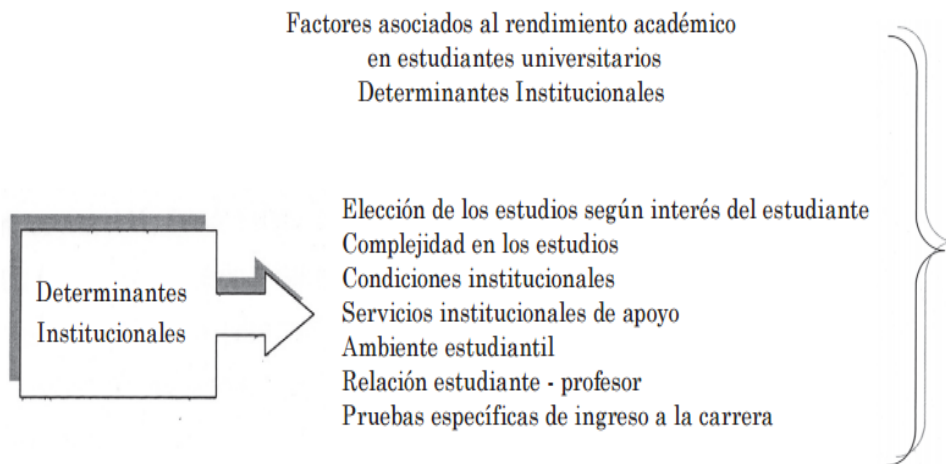 Factores asociados al rendimiento académico
en estudiantes universitarios
Determinantes Institucionales
Determinantes
Institucionales
Elección de los estudios según interés del estudiante
Complejidad en los estudios
Condiciones institucionales
Servicios institucionales de apoyo
Ambiente estudiantil
Relación estudiante - profesor
Pruebas específicas de ingreso a la carrera